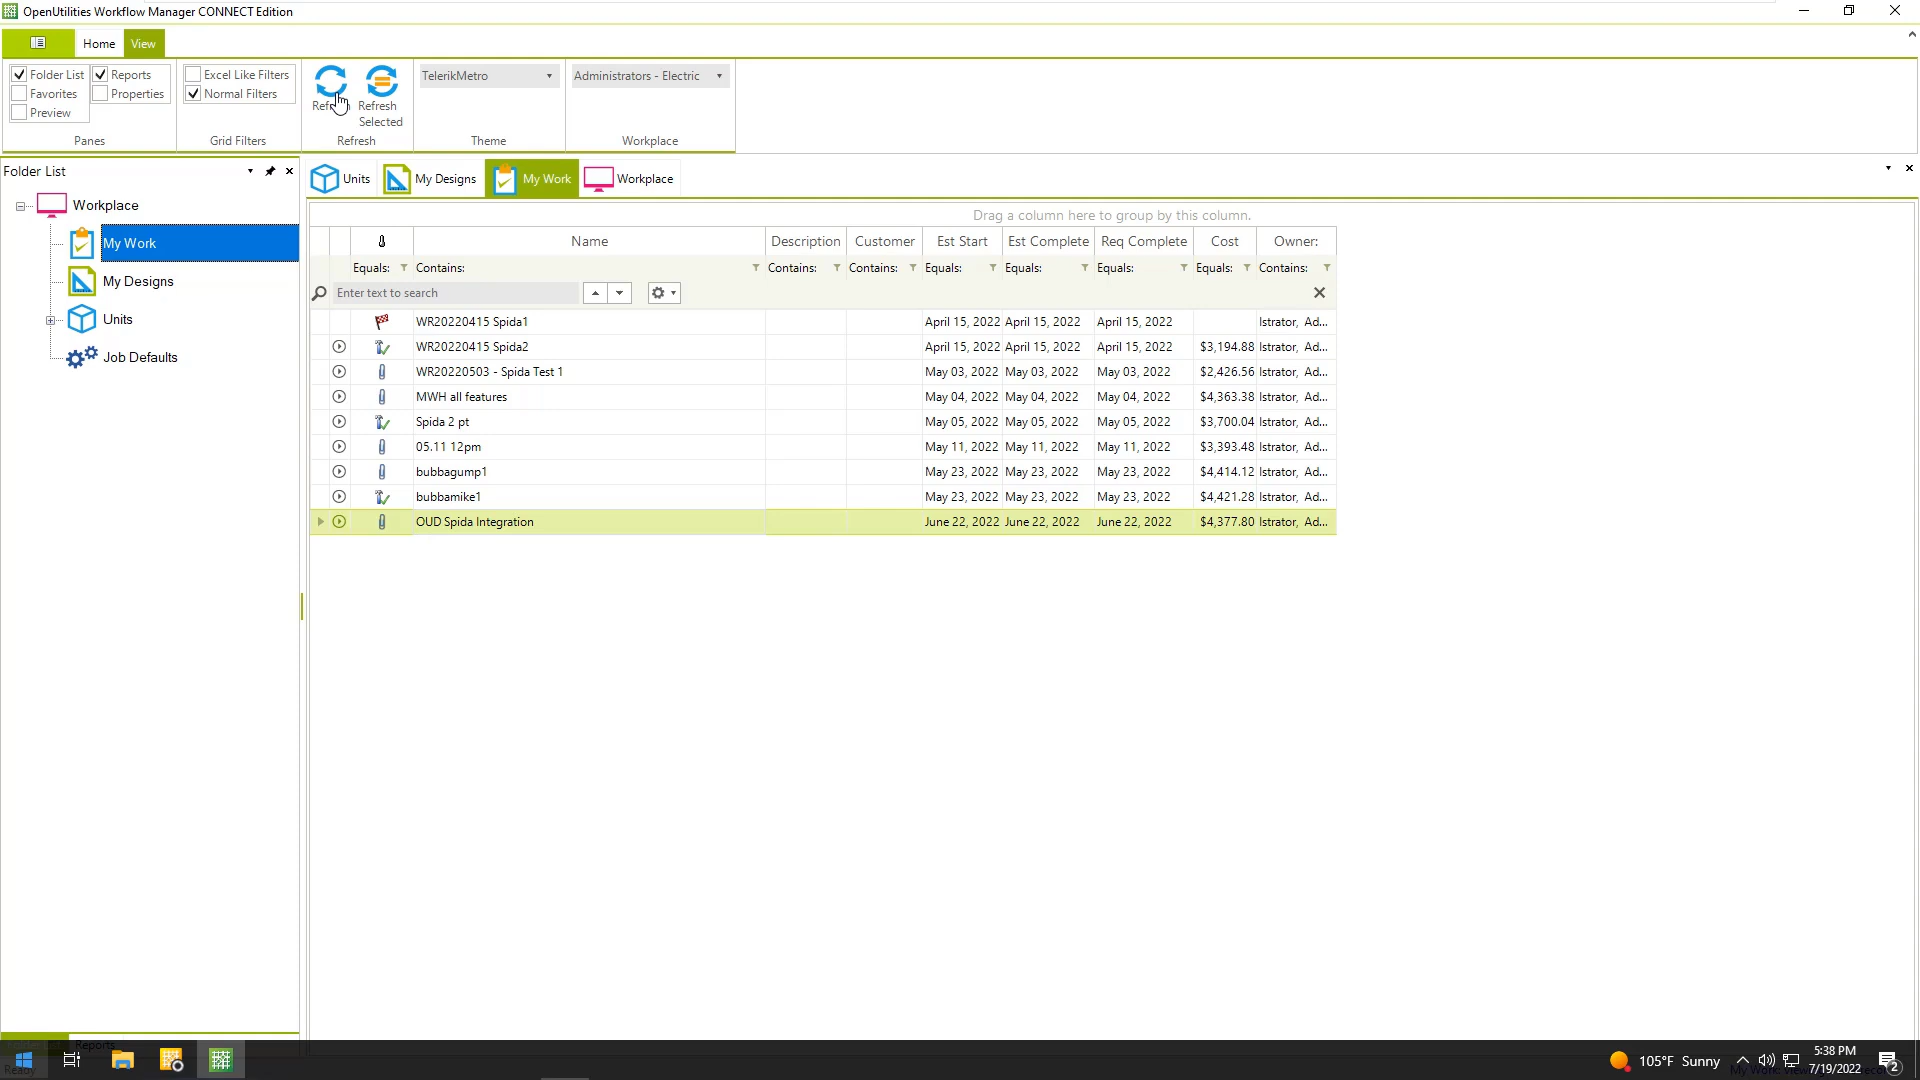 OpenUtilities Workflow Manager CONNECT Edition
Home View
Folder List Reports Excel Like Filters TelerikMetro Administrators - Electric
Favorites Properties Normal Filters
Preview
Refresh
Selected
Panes Grid Filters Refresh Theme Workplace
Folder List
Units My Designs My Work Workplace
Workplace
My Work
My Designs
Units
Job Defaults
Drag a column here to group by this column.
Name Description Customer Est Start Est Complete Req Complete Cost Owner:
Equals: Contains: Contains: Contains: Equals: Equals: Equals: Equals: Contains:
Enter text to search
WR20220415 Spida1 April 15, 2022 April 15, 2022 April 15, 2022 Istrator, Ad...
WR20220415 Spida2 April 15, 2022 April 15, 2022 April 15, 2022 $3,194.88 Istrator, Ad...
WR20220503 - Spida Test 1 May 03, 2022 May 03, 2022 May 03, 2022 $2,426.56 Istrator, Ad...
MWH all features May 04, 2022 May 04, 2022 May 04, 2022 $4,363.38 Istrator, Ad...
Spida 2 pt May 05, 2022 May 05, 2022 May 05, 2022 $3,700.04 Istrator, Ad...
05.11 12pm May 11, 2022 May 11, 2022 May 11, 2022 $3,393.48 Istrator, Ad...
bubbagump1 May 23, 2022 May 23, 2022 May 23, 2022 $4,414.12 Istrator, Ad...
bubbamike1 May 23, 2022 May 23, 2022 May 23, 2022 $4,421.28 Istrator, Ad...
OUD Spida Integration June 22, 2022 June 22, 2022 June 22, 2022 $4,377.80 Istrator, Ad...
Reports
Ready
105°F Sunny
5:38 PM
7/19/2022
2